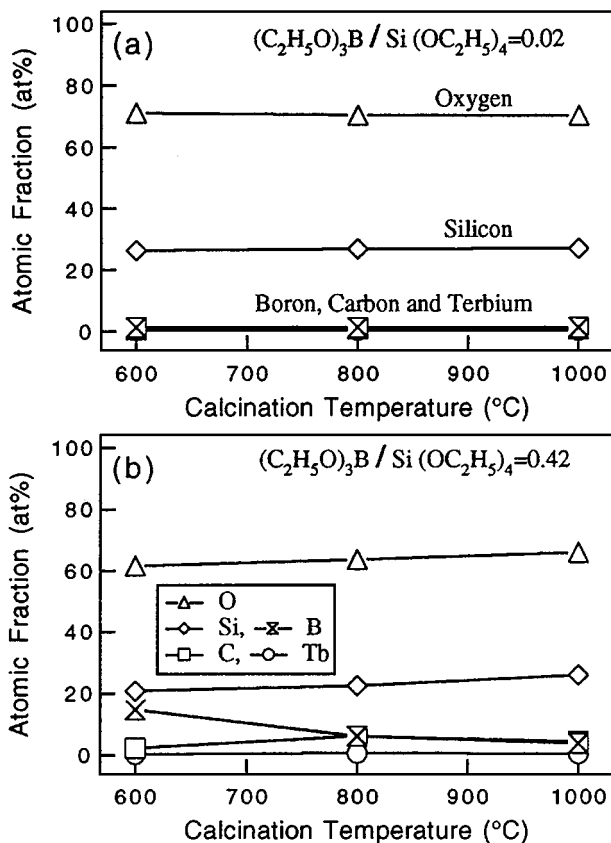 (a) (C₂H₅O)₃B / Si (OC₂H₅)₄=0.02
Atomic Fraction (at%)
100
80
60
40
20
0
Oxygen
Silicon
Boron, Carbon and Terbium
600 700 800 900 1000
Calcination Temperature (°C)
(b) (C₂H₅O)₃B / Si (OC₂H₅)₄=0.42
Atomic Fraction (at%)
100
80
60
40
20
0
O
Si, B
C, Tb
600 700 800 900 1000
Calcination Temperature (°C)